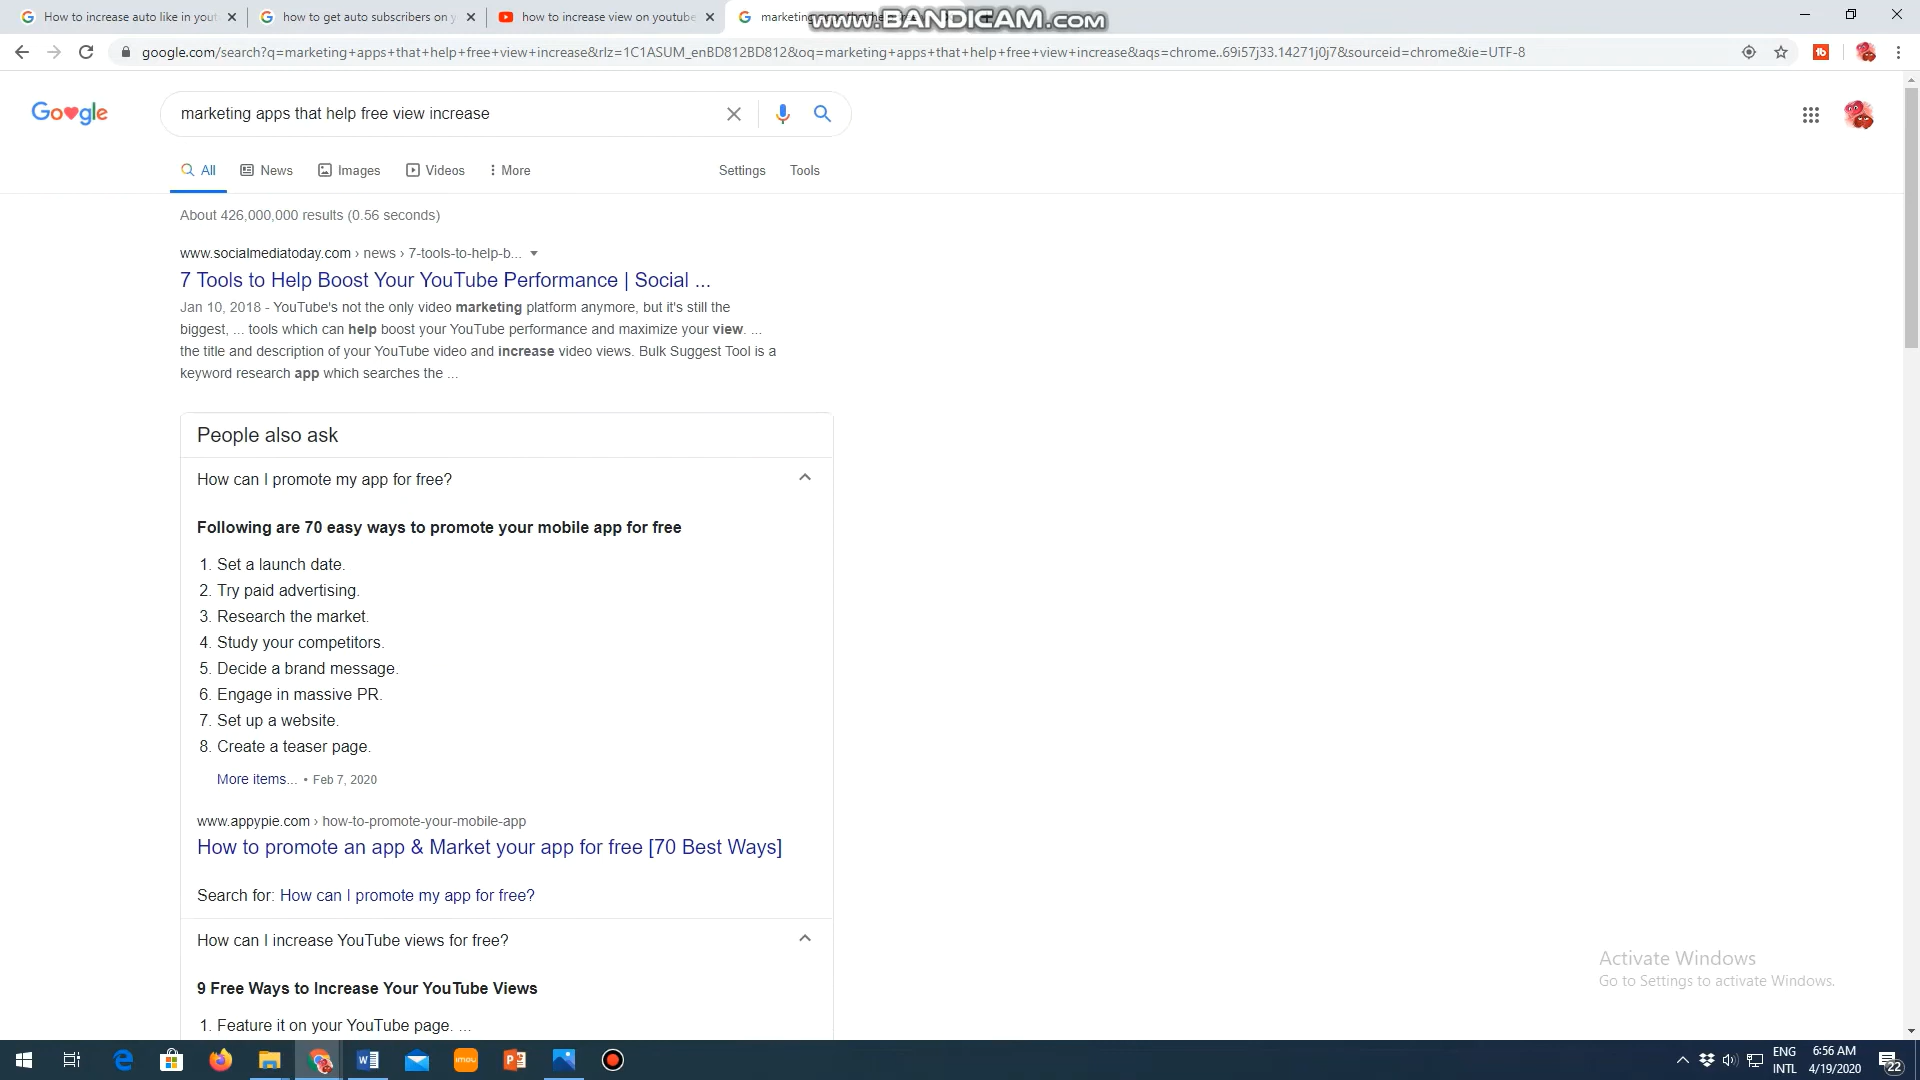 How to increase auto like in yout
how to get auto subscribers on y
how to increase view on youtube
marketing
www.BANDICAM.com
google.com/search?q=marketing+apps+that+help+free+view+increase&rlz=1C1ASUM_enBD812BD812&oq=marketing+apps+that+help+free+view+increase&aqs=chrome..69i57j33.14271j0j7&sourceid=chrome&ie=UTF-8
Google
marketing apps that help free view increase
All News Images Videos More Settings Tools
About 426,000,000 results (0.56 seconds)
www.socialmediatoday.com › news › 7-tools-to-help-b...
7 Tools to Help Boost Your YouTube Performance | Social ...
Jan 10, 2018 - YouTube's not the only video marketing platform anymore, but it's still the
biggest, ... tools which can help boost your YouTube performance and maximize your view. ...
the title and description of your YouTube video and increase video views. Bulk Suggest Tool is a
keyword research app which searches the ...
People also ask
How can I promote my app for free?
Following are 70 easy ways to promote your mobile app for free
1. Set a launch date.
2. Try paid advertising.
3. Research the market.
4. Study your competitors.
5. Decide a brand message.
6. Engage in massive PR.
7. Set up a website.
8. Create a teaser page.
More items... • Feb 7, 2020
www.appypie.com › how-to-promote-your-mobile-app
How to promote an app & Market your app for free [70 Best Ways]
Search for: How can I promote my app for free?
How can I increase YouTube views for free?
9 Free Ways to Increase Your YouTube Views
1. Feature it on your YouTube page. ...
Activate Windows
Go to Settings to activate Windows.
imou
ENG
INTL
6:56 AM
4/19/2020
22